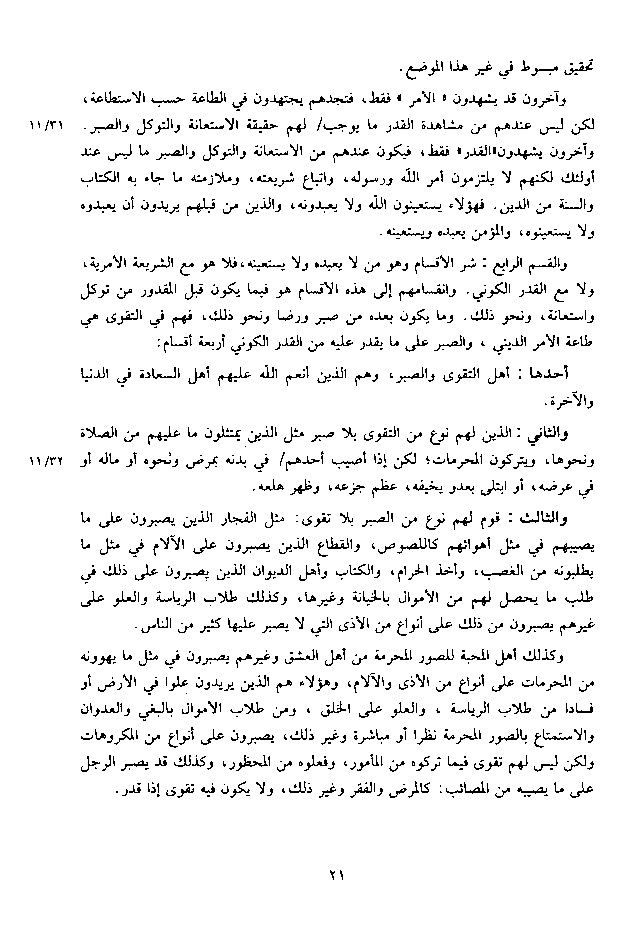 تحقيق مبسوط في غير هذا الموضع.
وآخرون قد يشهدون « الأمر » فقط، فتجدهم يجتهدون في الطاعة حسب الاستطاعة،
لكن ليس عندهم من مشاهدة القدر ما يوجب/ لهم حقيقة الاستعانة والتوكل والصبر. ١١/٣١
وآخرون يشهدون«القدر» فقط، فيكون عندهم من الاستعانة والتوكل والصبر ما ليس عند
أولئك لكنهم لا يلتزمون أمر الله ورسوله، واتباع شريعته، وملازمته ما جاء به الكتاب
والسنة من الدين. فهؤلاء يستعينون الله ولا يعبدونه، والذين من قبلهم يريدون أن يعبدوه
ولا يستعينوه، والمؤمن يعبده ويستعينه.
والقسم الرابع : شر الأقسام وهو من لا يعبده ولا يستعينه،فلا هو مع الشريعة الأمرية،
ولا مع القدر الكوني. وانقسامهم إلى هذه الأقسام هو فيما يكون قبل المقدور من توكل
واستعانة، ونحو ذلك. وما يكون بعده من صبر ورضا ونحو ذلك، فهم في التقوى هي
طاعة الأمر الديني ، والصبر على ما يقدر عليه من القدر الكوني أربعة أقسام:
أحدها : أهل التقوى والصبر، وهم الذين أنعم الله عليهم أهل السعادة في الدنيا
والآخرة.
والثاني : الذين لهم نوع من التقوى بلا صبر مثل الذين يمتثلون ما عليهم من الصلاة
ونحوها، ويتركون المحرمات؛ لكن إذا أصيب أحدهم/ في بدنه بمرض ونحوه أو ماله أو ١١/٣٢
في عرضه، أو ابتلى بعدو يخيفه، عظم جزعه، وظهر هلعه.
والثالث : قوم لهم نوع من الصبر بلا تقوى: مثل الفجار الذين يصبرون على ما
يصيبهم في مثل أهوائهم كاللصوص، والقطاع الذين يصبرون على الآلام في مثل ما
يطلبونه من الغصب، وأخذ الحرام، والكتاب وأهل الديوان الذين يصبرون على ذلك في
طلب ما يحصل لهم من الأموال بالخيانة وغيرها، وكذلك طلاب الرياسة والعلو على
غيرهم يصبرون من ذلك على أنواع من الأذى التي لا يصبر عليها كثير من الناس.
وكذلك أهل المحبة للصور المحرمة من أهل العشق وغيرهم يصبرون في مثل ما يهوونه
من المحرمات على أنواع من الأذى والآلام، وهؤلاء هم الذين يريدون علوا في الأرض أو
فسادا من طلاب الرياسة ، والعلو على الخلق ، ومن طلاب الأموال بالبغي والعدوان
والاستمتاع بالصور المحرمة نظرا أو مباشرة وغير ذلك، يصبرون على أنواع من المكروهات
ولكن ليس لهم تقوى فيما تركوه من المأمور، وفعلوه من المحظور، وكذلك قد يصبر الرجل
على ما يصيبه من المصائب: كالمرض والفقر وغير ذلك، ولا يكون فيه تقوى إذا قدر.
٢١